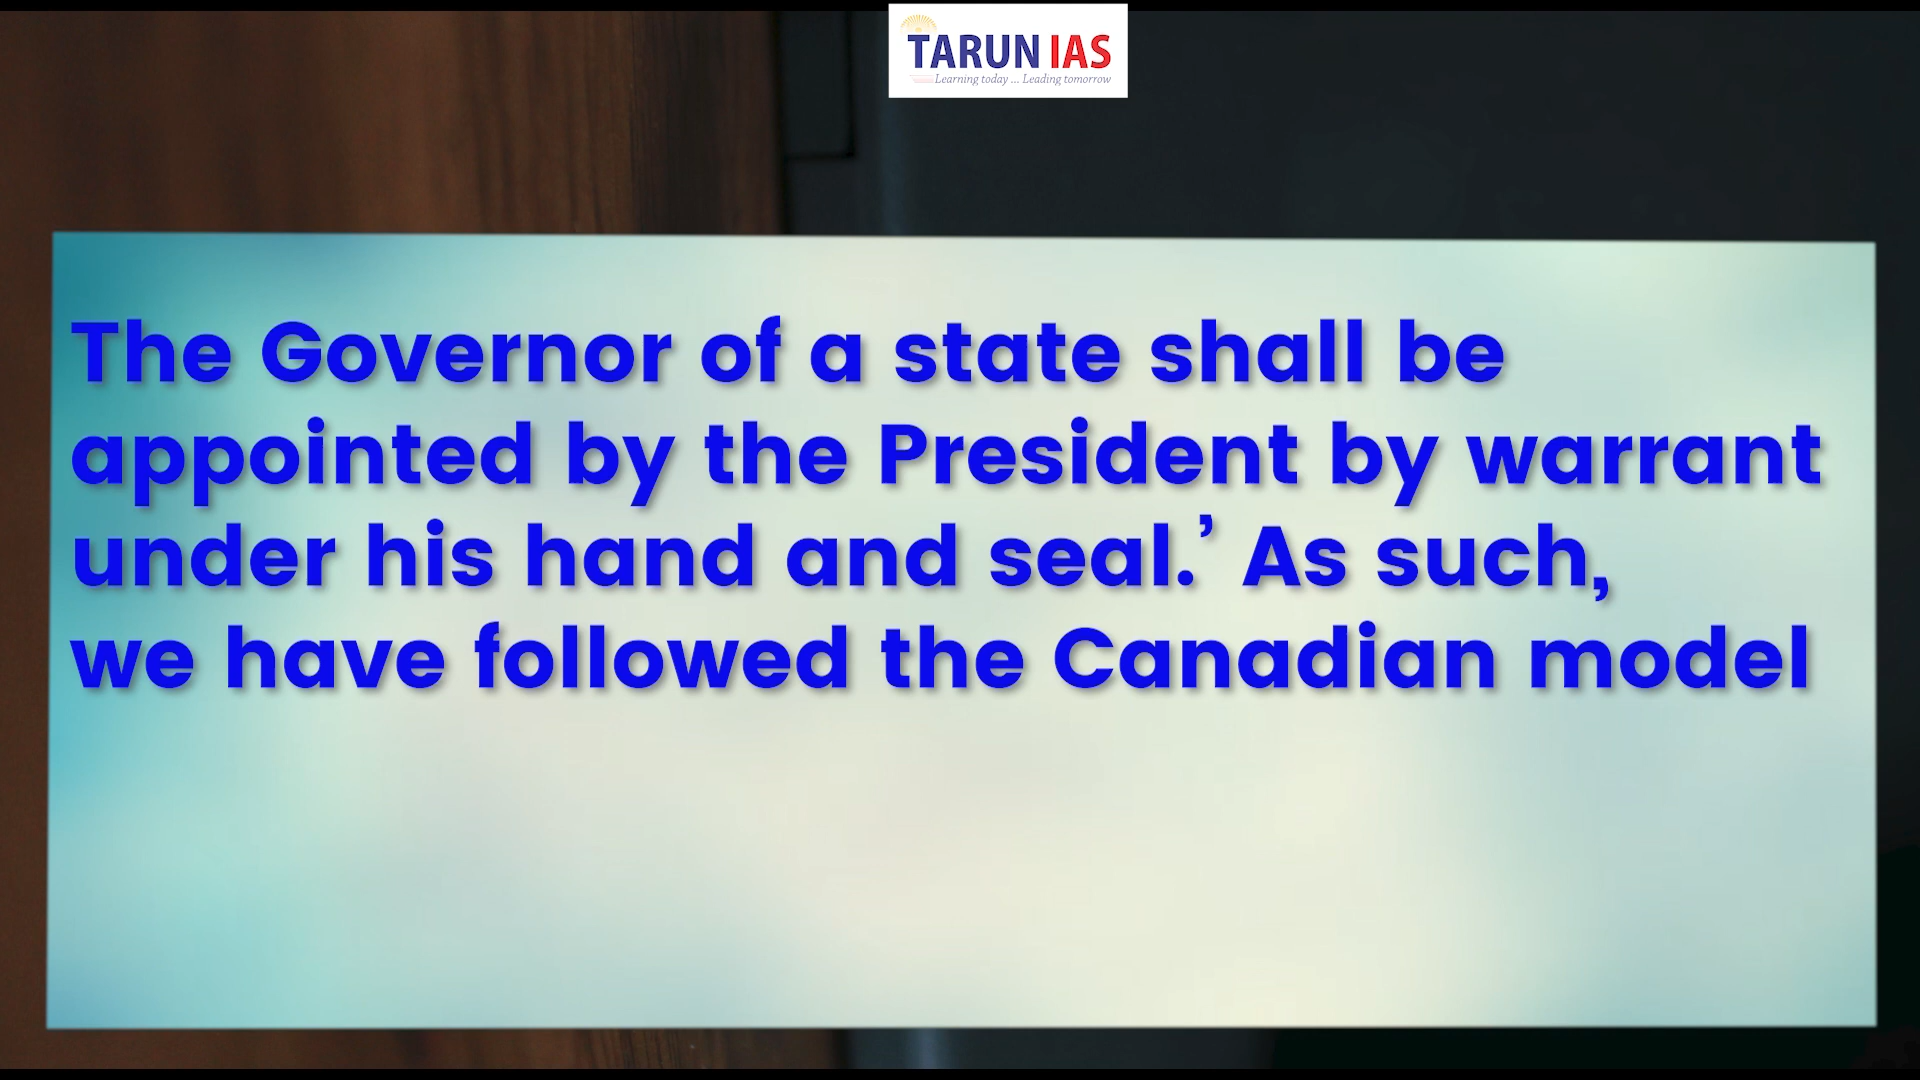 TARUN IAS
Learning today ... Leading tomorrow
The Governor of a state shall be
appointed by the President by warrant
under his hand and seal.’ As such,
we have followed the Canadian model